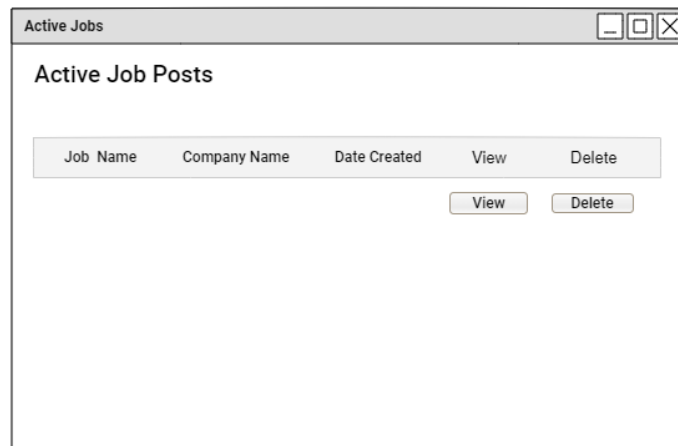 Active Jobs
Active Job Posts
Job Name Company Name Date Created View Delete
View Delete